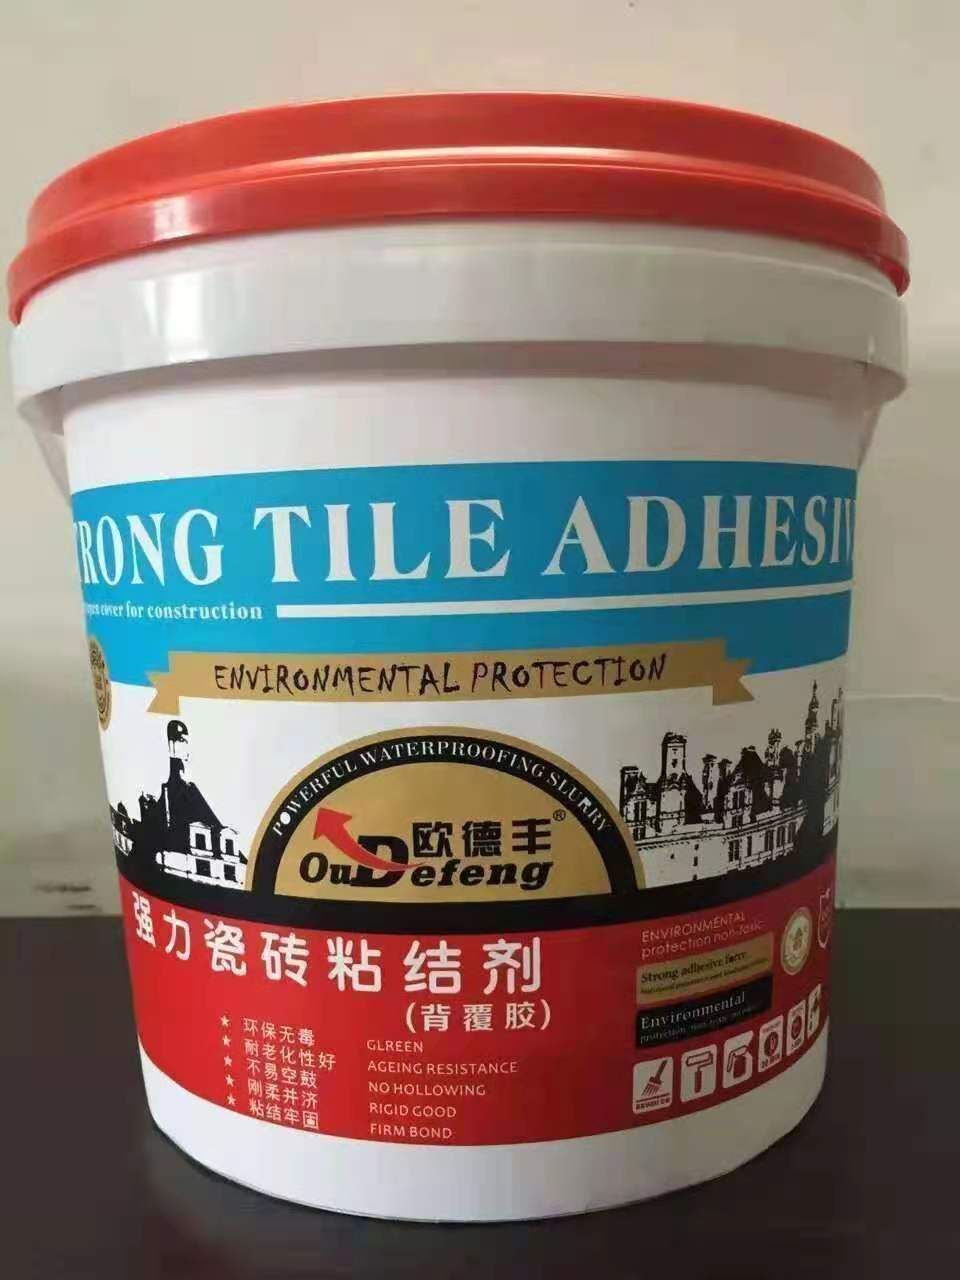 TRONG TILE ADHESIV
open cover for construction
ENVIRONMENTAL PROTECTION
POWERFUL WATERPROOFING SLURRY
欧德丰®
OuDefeng
强力瓷砖粘结剂
(背覆胶)
★ 环保无毒 GLREEN
★ 耐老化性好 AGEING RESISTANCE
★ 不易空鼓 NO HOLLOWING
★ 刚柔并济 RIGID GOOD
★ 粘结牢固 FIRM BOND
ENVIRONMENTAL
protection non-toxic
Strong adhesive force
Environmental